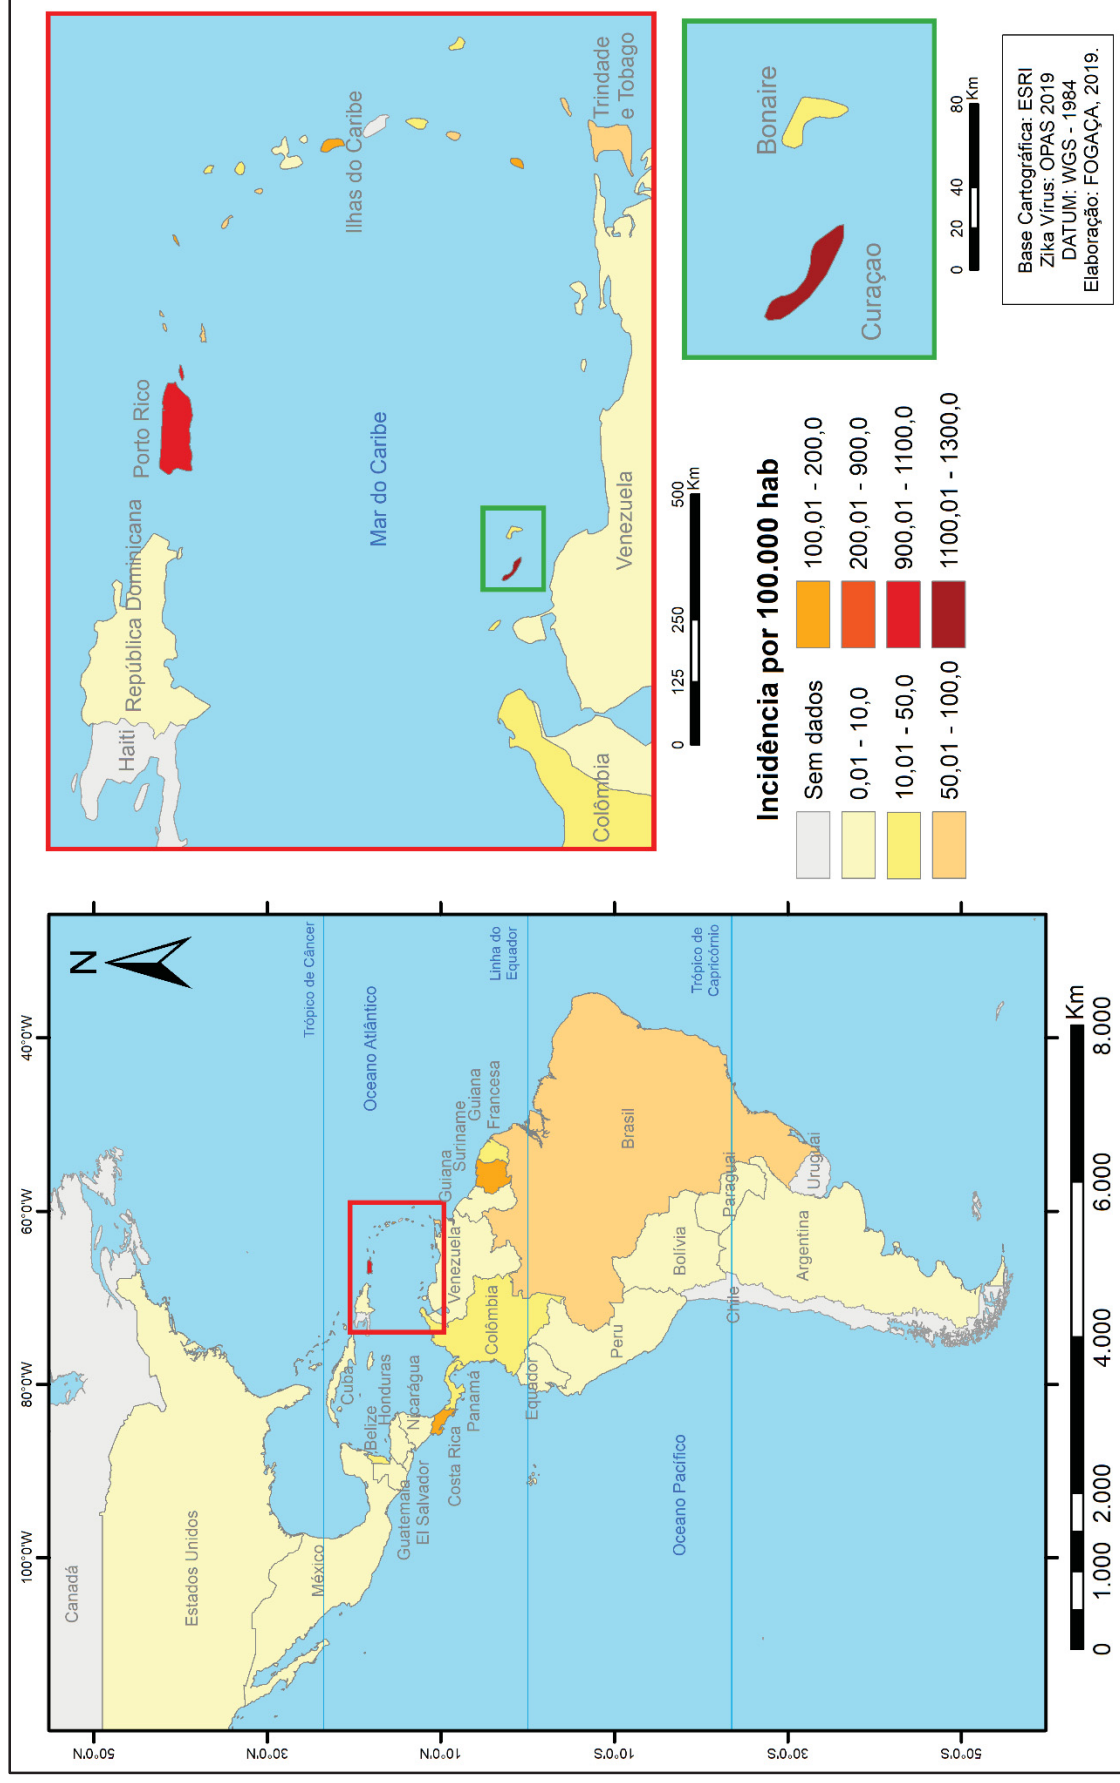 100°0'W
80°0'W
60°0'W
40°0'W
50°0'N
30°0'N
10°0'N
10°0'S
30°0'S
50°0'S
N
Canadá
Estados Unidos
México
Trópico de Câncer
Oceano Atlântico
Cuba
Belize
Honduras
Guatemala
El Salvador
Nicarágua
Costa Rica
Panamá
Venezuela
Guiana
Suriname
Guiana
Francesa
Colômbia
Linha do
Equador
Equador
Peru
Brasil
Bolívia
Oceano Pacífico
Trópico de
Capricórnio
Paraguai
Chile
Argentina
Uruguai
0 1.000 2.000 4.000 6.000 8.000
Km
Haiti
República Dominicana
Porto Rico
Ilhas do Caribe
Mar do Caribe
Trindade
e Tobago
Colômbia
Venezuela
0 125 250 500
Km
Bonaire
Curaçao
0 20 40 80
Km
Incidência por 100.000 hab
Sem dados
0,01 - 10,0
10,01 - 50,0
50,01 - 100,0
100,01 - 200,0
200,01 - 900,0
900,01 - 1100,0
1100,01 - 1300,0
Base Cartográfica: ESRI
Zika Vírus: OPAS 2019
DATUM: WGS - 1984
Elaboração: FOGAÇA, 2019.